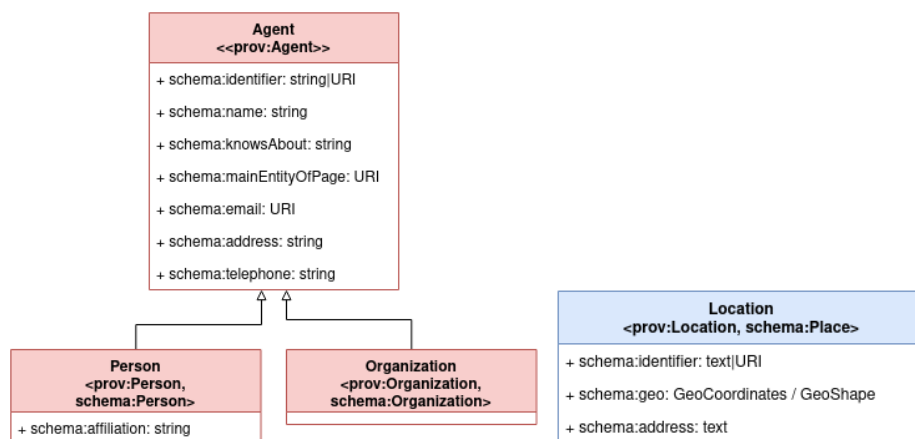 Agent
<<prov:Agent>>
+ schema:identifier: string|URI
+ schema:name: string
+ schema:knowsAbout: string
+ schema:mainEntityOfPage: URI
+ schema:email: URI
+ schema:address: string
+ schema:telephone: string
Person
<prov:Person,
schema:Person>
+ schema:affiliation: string
Organization
<prov:Organization,
schema:Organization>
Location
<prov:Location, schema:Place>
+ schema:identifier: text|URI
+ schema:geo: GeoCoordinates / GeoShape
+ schema:address: text